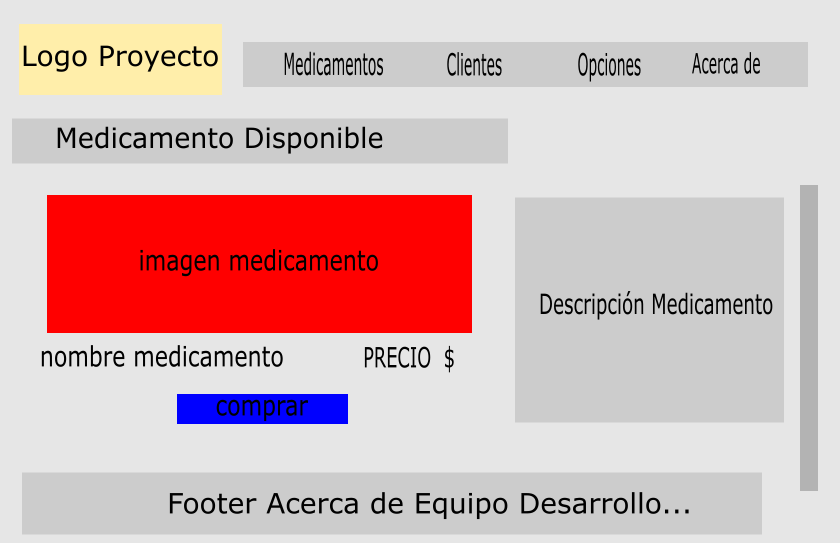 Logo Proyecto
Medicamentos Clientes Opciones Acerca de
Medicamento Disponible
imagen medicamento
Descripción Medicamento
nombre medicamento PRECIO $
comprar
Footer Acerca de Equipo Desarrollo...